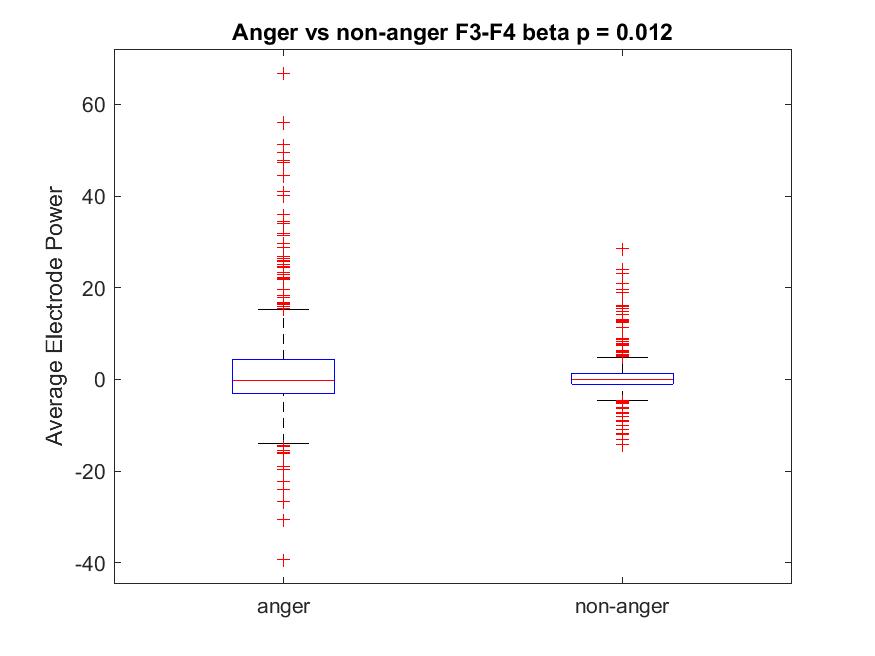 Anger vs non-anger F3-F4 beta p = 0.012
Average Electrode Power
60
40
20
0
-20
-40
anger
non-anger